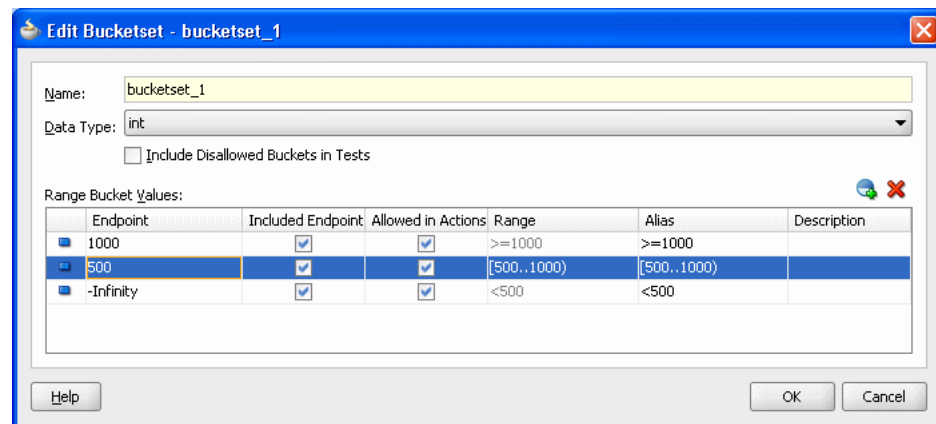 Edit Bucketset - bucketset_1
Name: bucketset_1
Data Type: int
Include Disallowed Buckets in Tests
Range Bucket Values:
Endpoint Included Endpoint Allowed in Actions Range Alias Description
1000 >=1000 >=1000
500 [500..1000) [500..1000)
-Infinity <500 <500
Help OK Cancel